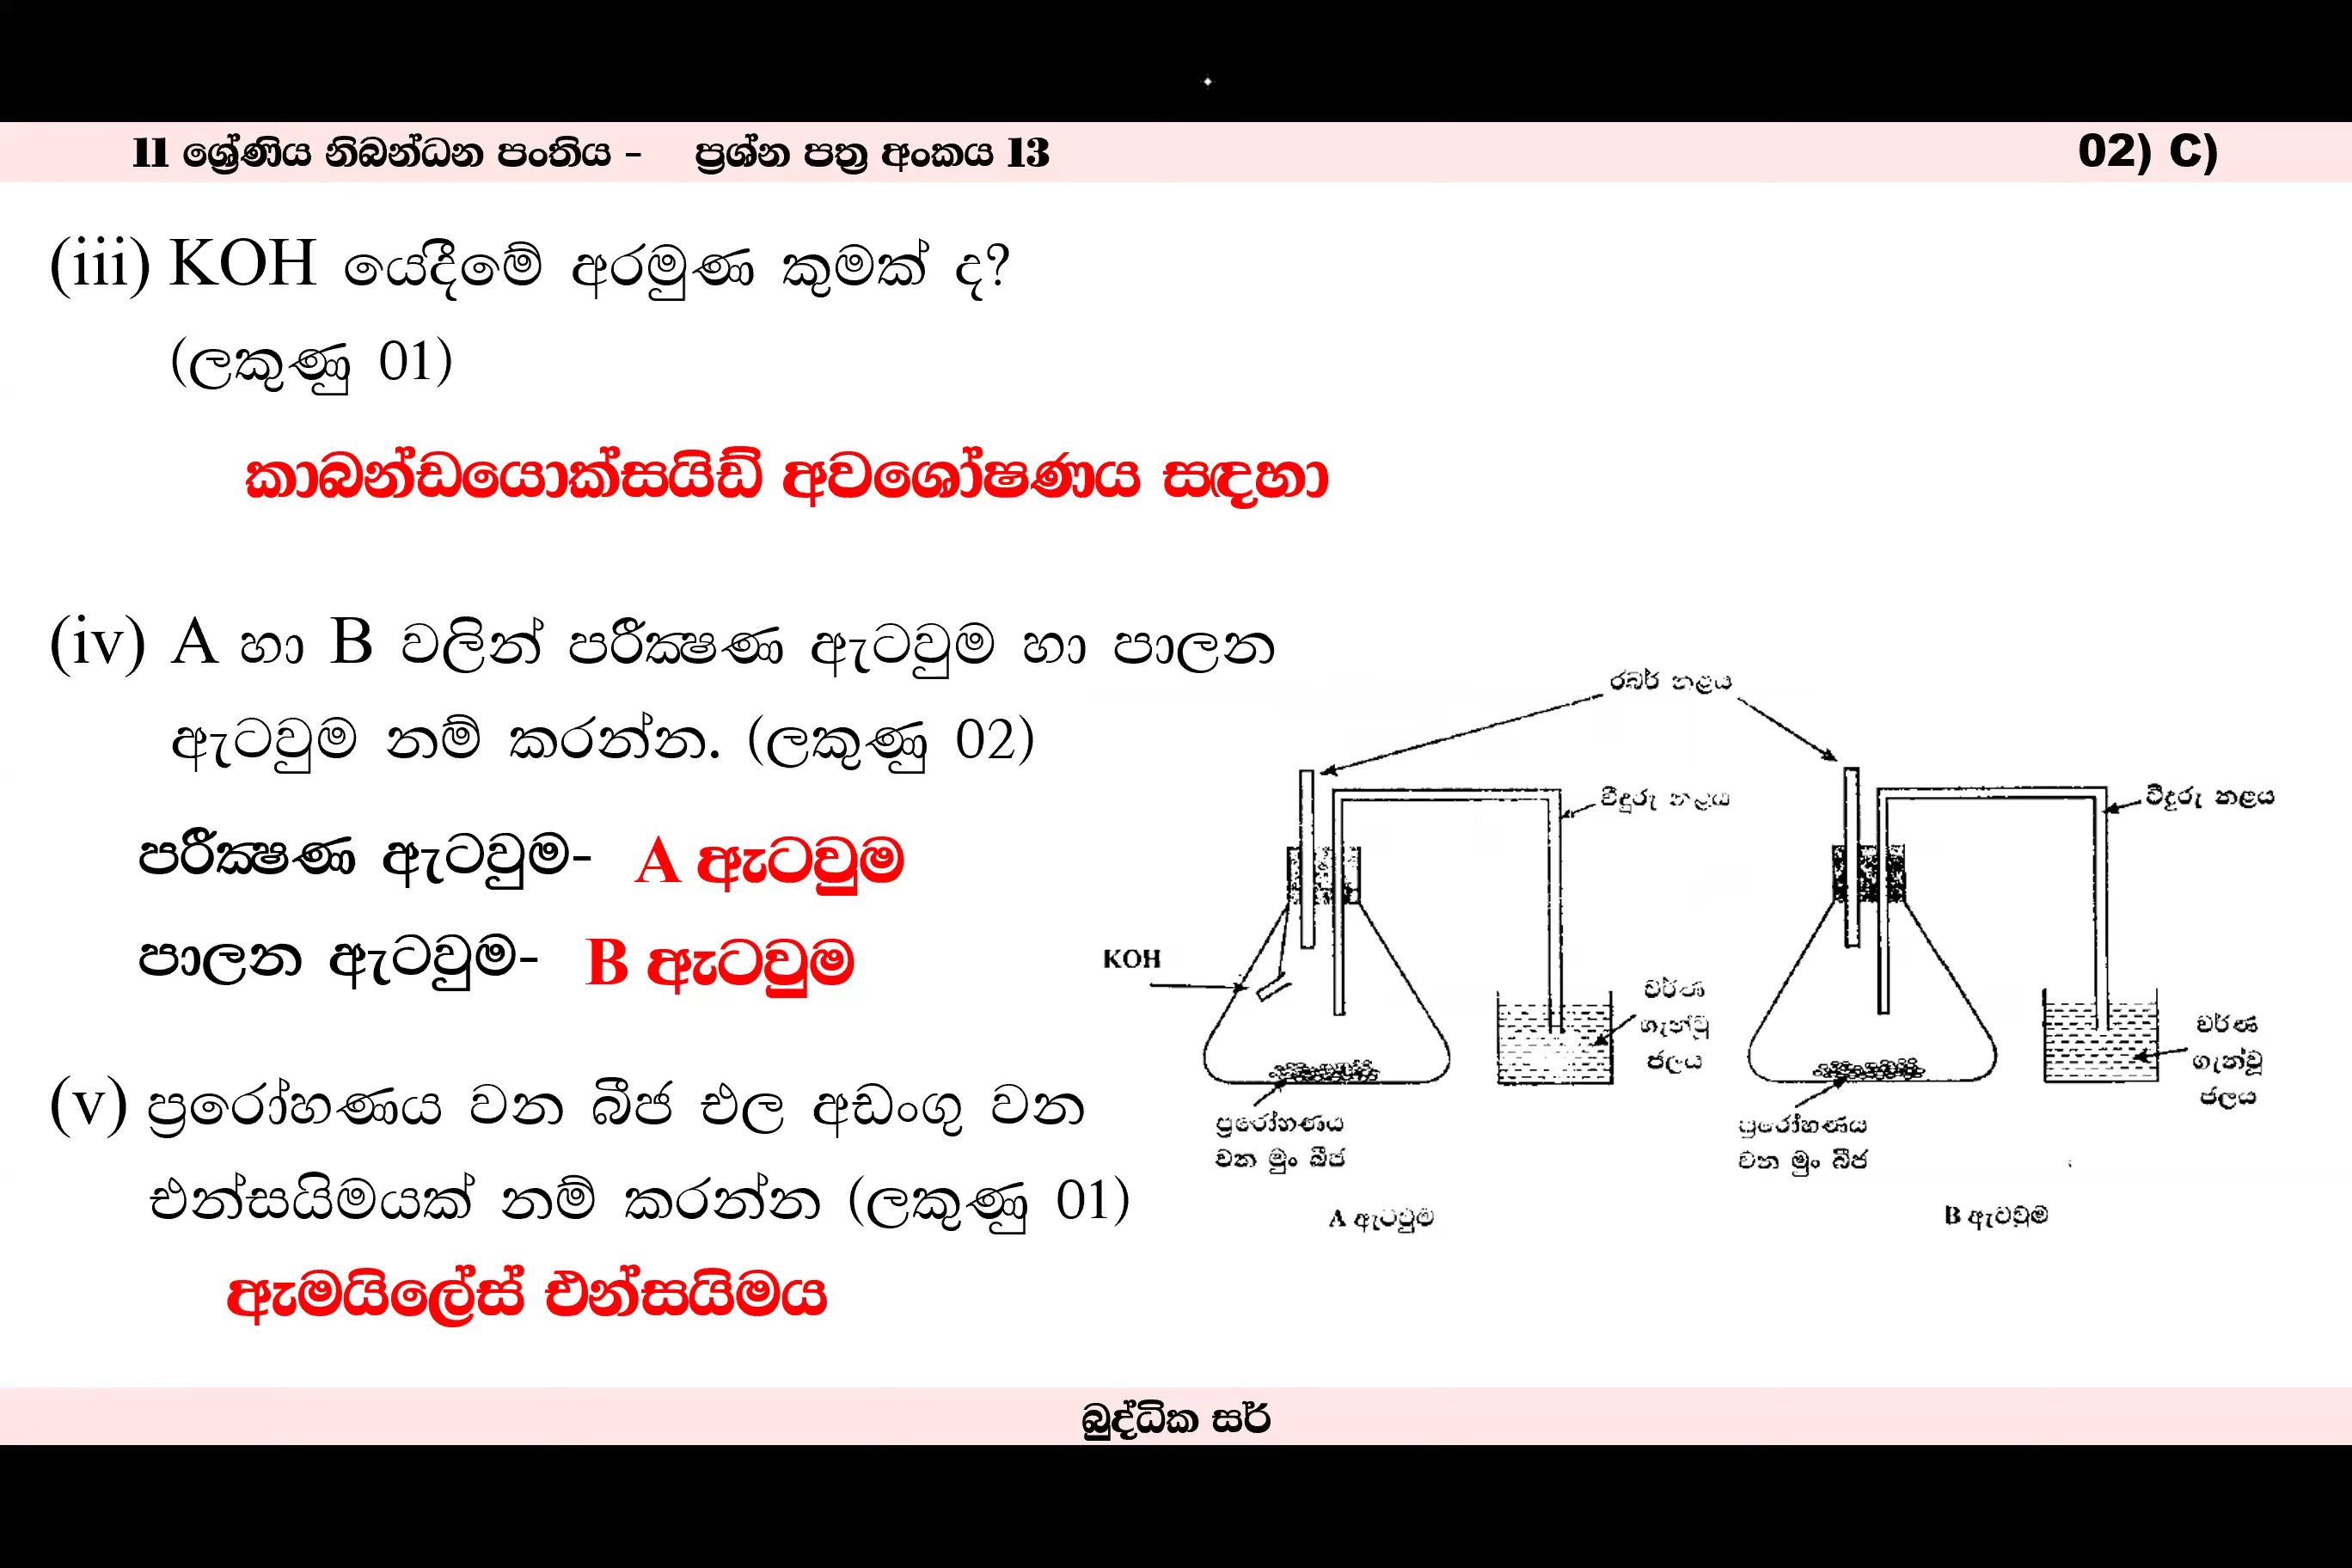 11 ශ්‍රේණිය නිබන්ධන පංතිය - ප්‍රශ්න පත්‍ර අංකය 13
02) C)
(iii) KOH යෙදීමේ අරමුණ කුමක් ද?
(ලකුණු 01)
කාබන්ඩයොක්සයිඩ් අවශෝෂණය සඳහා
(iv) A හා B වලින් පරීක්‍ෂණ ඇටවුම හා පාලන
ඇටවුම නම් කරන්න. (ලකුණු 02)
පරීක්‍ෂණ ඇටවුම- A ඇටවුම
පාලන ඇටවුම- B ඇටවුම
(v) ප්‍රරෝහණය වන බීජ එල අඩංගු වන
එන්සයිමයක් නම් කරන්න (ලකුණු 01)
ඇමයිලේස් එන්සයිමය
රබර් නළය
වීදුරු නළය
වීදුරු නළය
KOH
වර්ණ
ගැන්වූ
ජලය
වර්ණ
ගැන්වූ
ජලය
ප්‍රරෝහණය
වන මුං බීජ
ප්‍රරෝහණය
වන මුං බීජ
A ඇටවුම
B ඇටවුම
බුද්ධික සර්